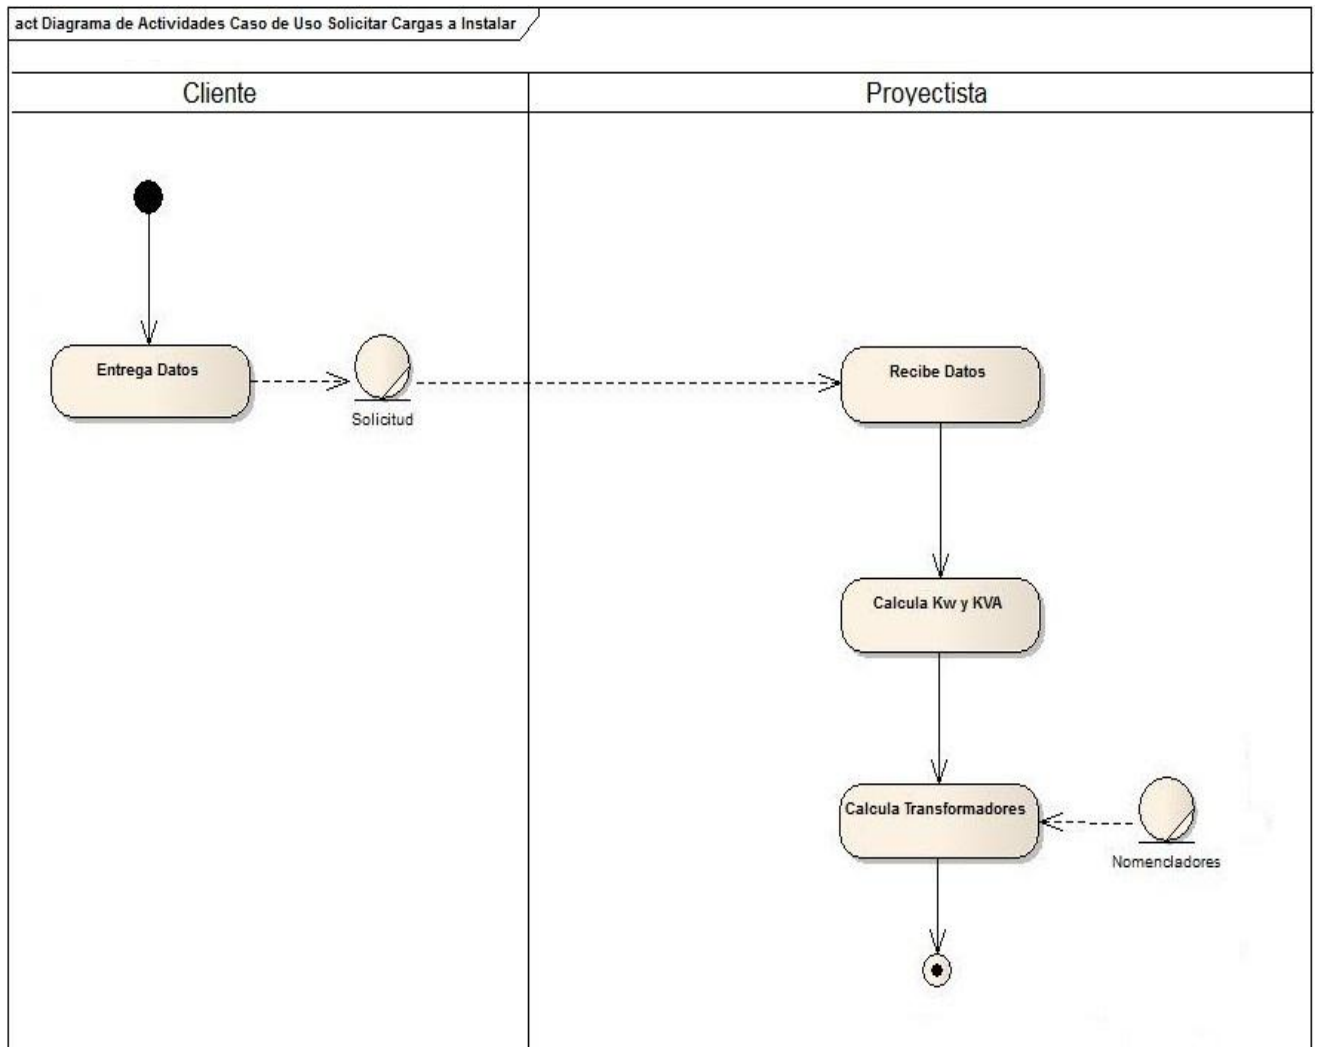 act Diagrama de Actividades Caso de Uso Solicitar Cargas a Instalar
Cliente
Proyectista
Entrega Datos
Solicitud
Recibe Datos
Calcula Kw y KVA
Calcula Transformadores
Nomencladores